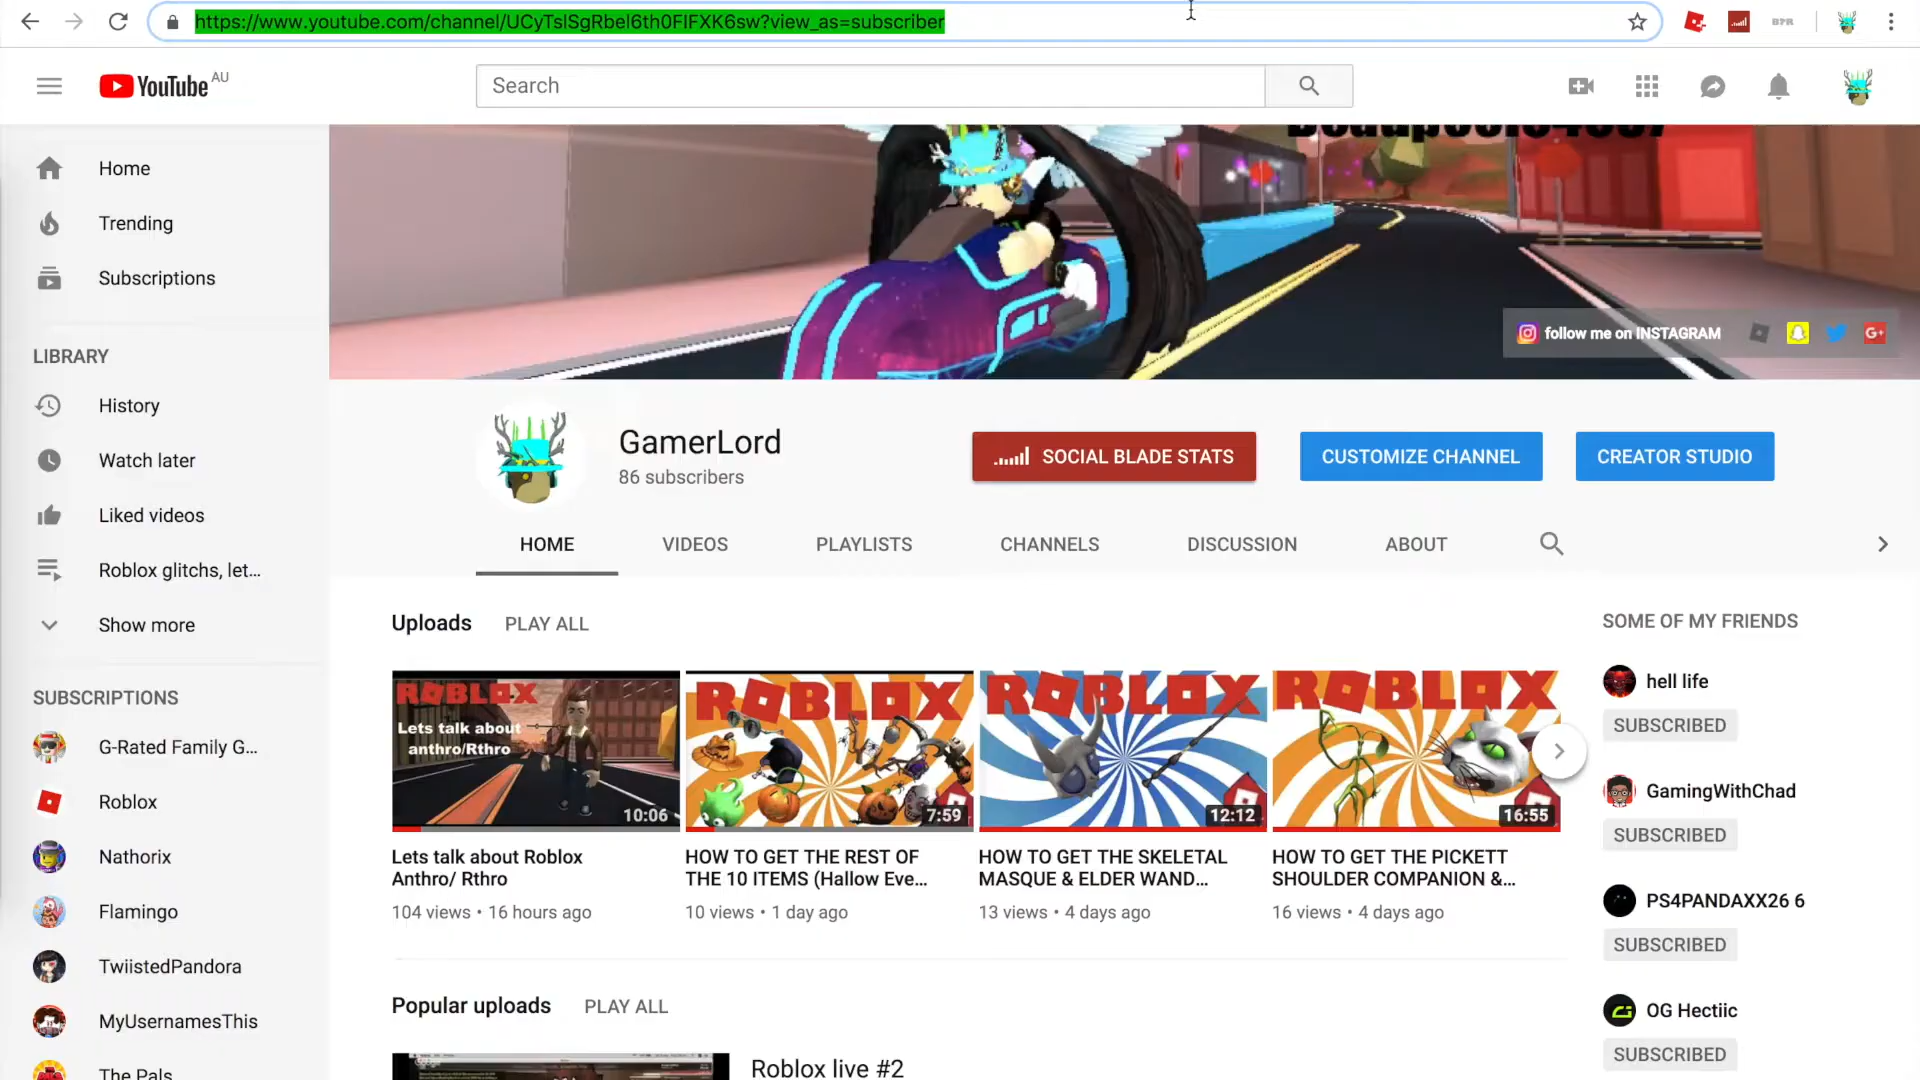 https://www.youtube.com/channel/UCyTslSgRbel6th0FlFXK6sw?view_as=subscriber
YouTube AU
Search
Home
Trending
Subscriptions
LIBRARY
History
Watch later
Liked videos
Roblox glitchs, let...
Show more
SUBSCRIPTIONS
G-Rated Family G...
Roblox
Nathorix
Flamingo
TwiistedPandora
MyUsernamesThis
The Pals
follow me on INSTAGRAM
G+
GamerLord
86 subscribers
SOCIAL BLADE STATS
CUSTOMIZE CHANNEL
CREATOR STUDIO
HOME
VIDEOS
PLAYLISTS
CHANNELS
DISCUSSION
ABOUT
Uploads
PLAY ALL
ROBLOX
Lets talk about
anthro/Rthro
10:06
Lets talk about Roblox
Anthro/ Rthro
104 views • 16 hours ago
ROBLOX
7:59
HOW TO GET THE REST OF
THE 10 ITEMS (Hallow Eve...
10 views • 1 day ago
ROBLOX
12:12
HOW TO GET THE SKELETAL
MASQUE & ELDER WAND...
13 views • 4 days ago
ROBLOX
16:55
HOW TO GET THE PICKETT
SHOULDER COMPANION &...
16 views • 4 days ago
Popular uploads
PLAY ALL
Roblox live #2
SOME OF MY FRIENDS
hell life
SUBSCRIBED
GamingWithChad
SUBSCRIBED
PS4PANDAXX26 6
SUBSCRIBED
OG Hectiic
SUBSCRIBED